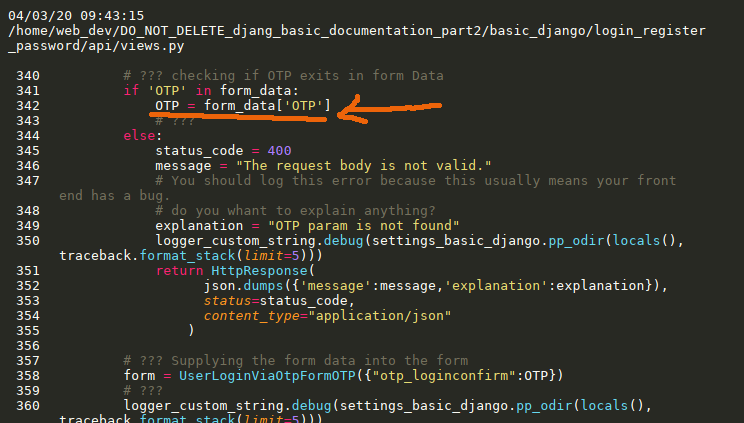 04/03/20 09:43:15
/home/web_dev/DO_NOT_DELETE_djang_basic_documentation_part2/basic_django/login_register
_password/api/views.py
340 # ??? checking if OTP exits in form Data
341 if 'OTP' in form_data:
342 OTP = form_data['OTP']
343 # ???
344 else:
345 status_code = 400
346 message = "The request body is not valid."
347 # You should log this error because this usually means your front
end has a bug.
348 # do you want to explain anything?
349 explanation = "OTP param is not found"
350 logger_custom_string.debug(settings_basic_django.pp_odir(locals(),
traceback.format_stack(limit=5)))
351 return HttpResponse(
352 json.dumps({'message':message,'explanation':explanation}),
353 status=status_code,
354 content_type="application/json"
355 )
356
357 # ??? Supplying the form data into the form
358 form = UserLoginViaOtpFormOTP({"otp_loginconfirm":OTP})
359 # ???
360 logger_custom_string.debug(settings_basic_django.pp_odir(locals(),
traceback.format_stack(limit=5)))